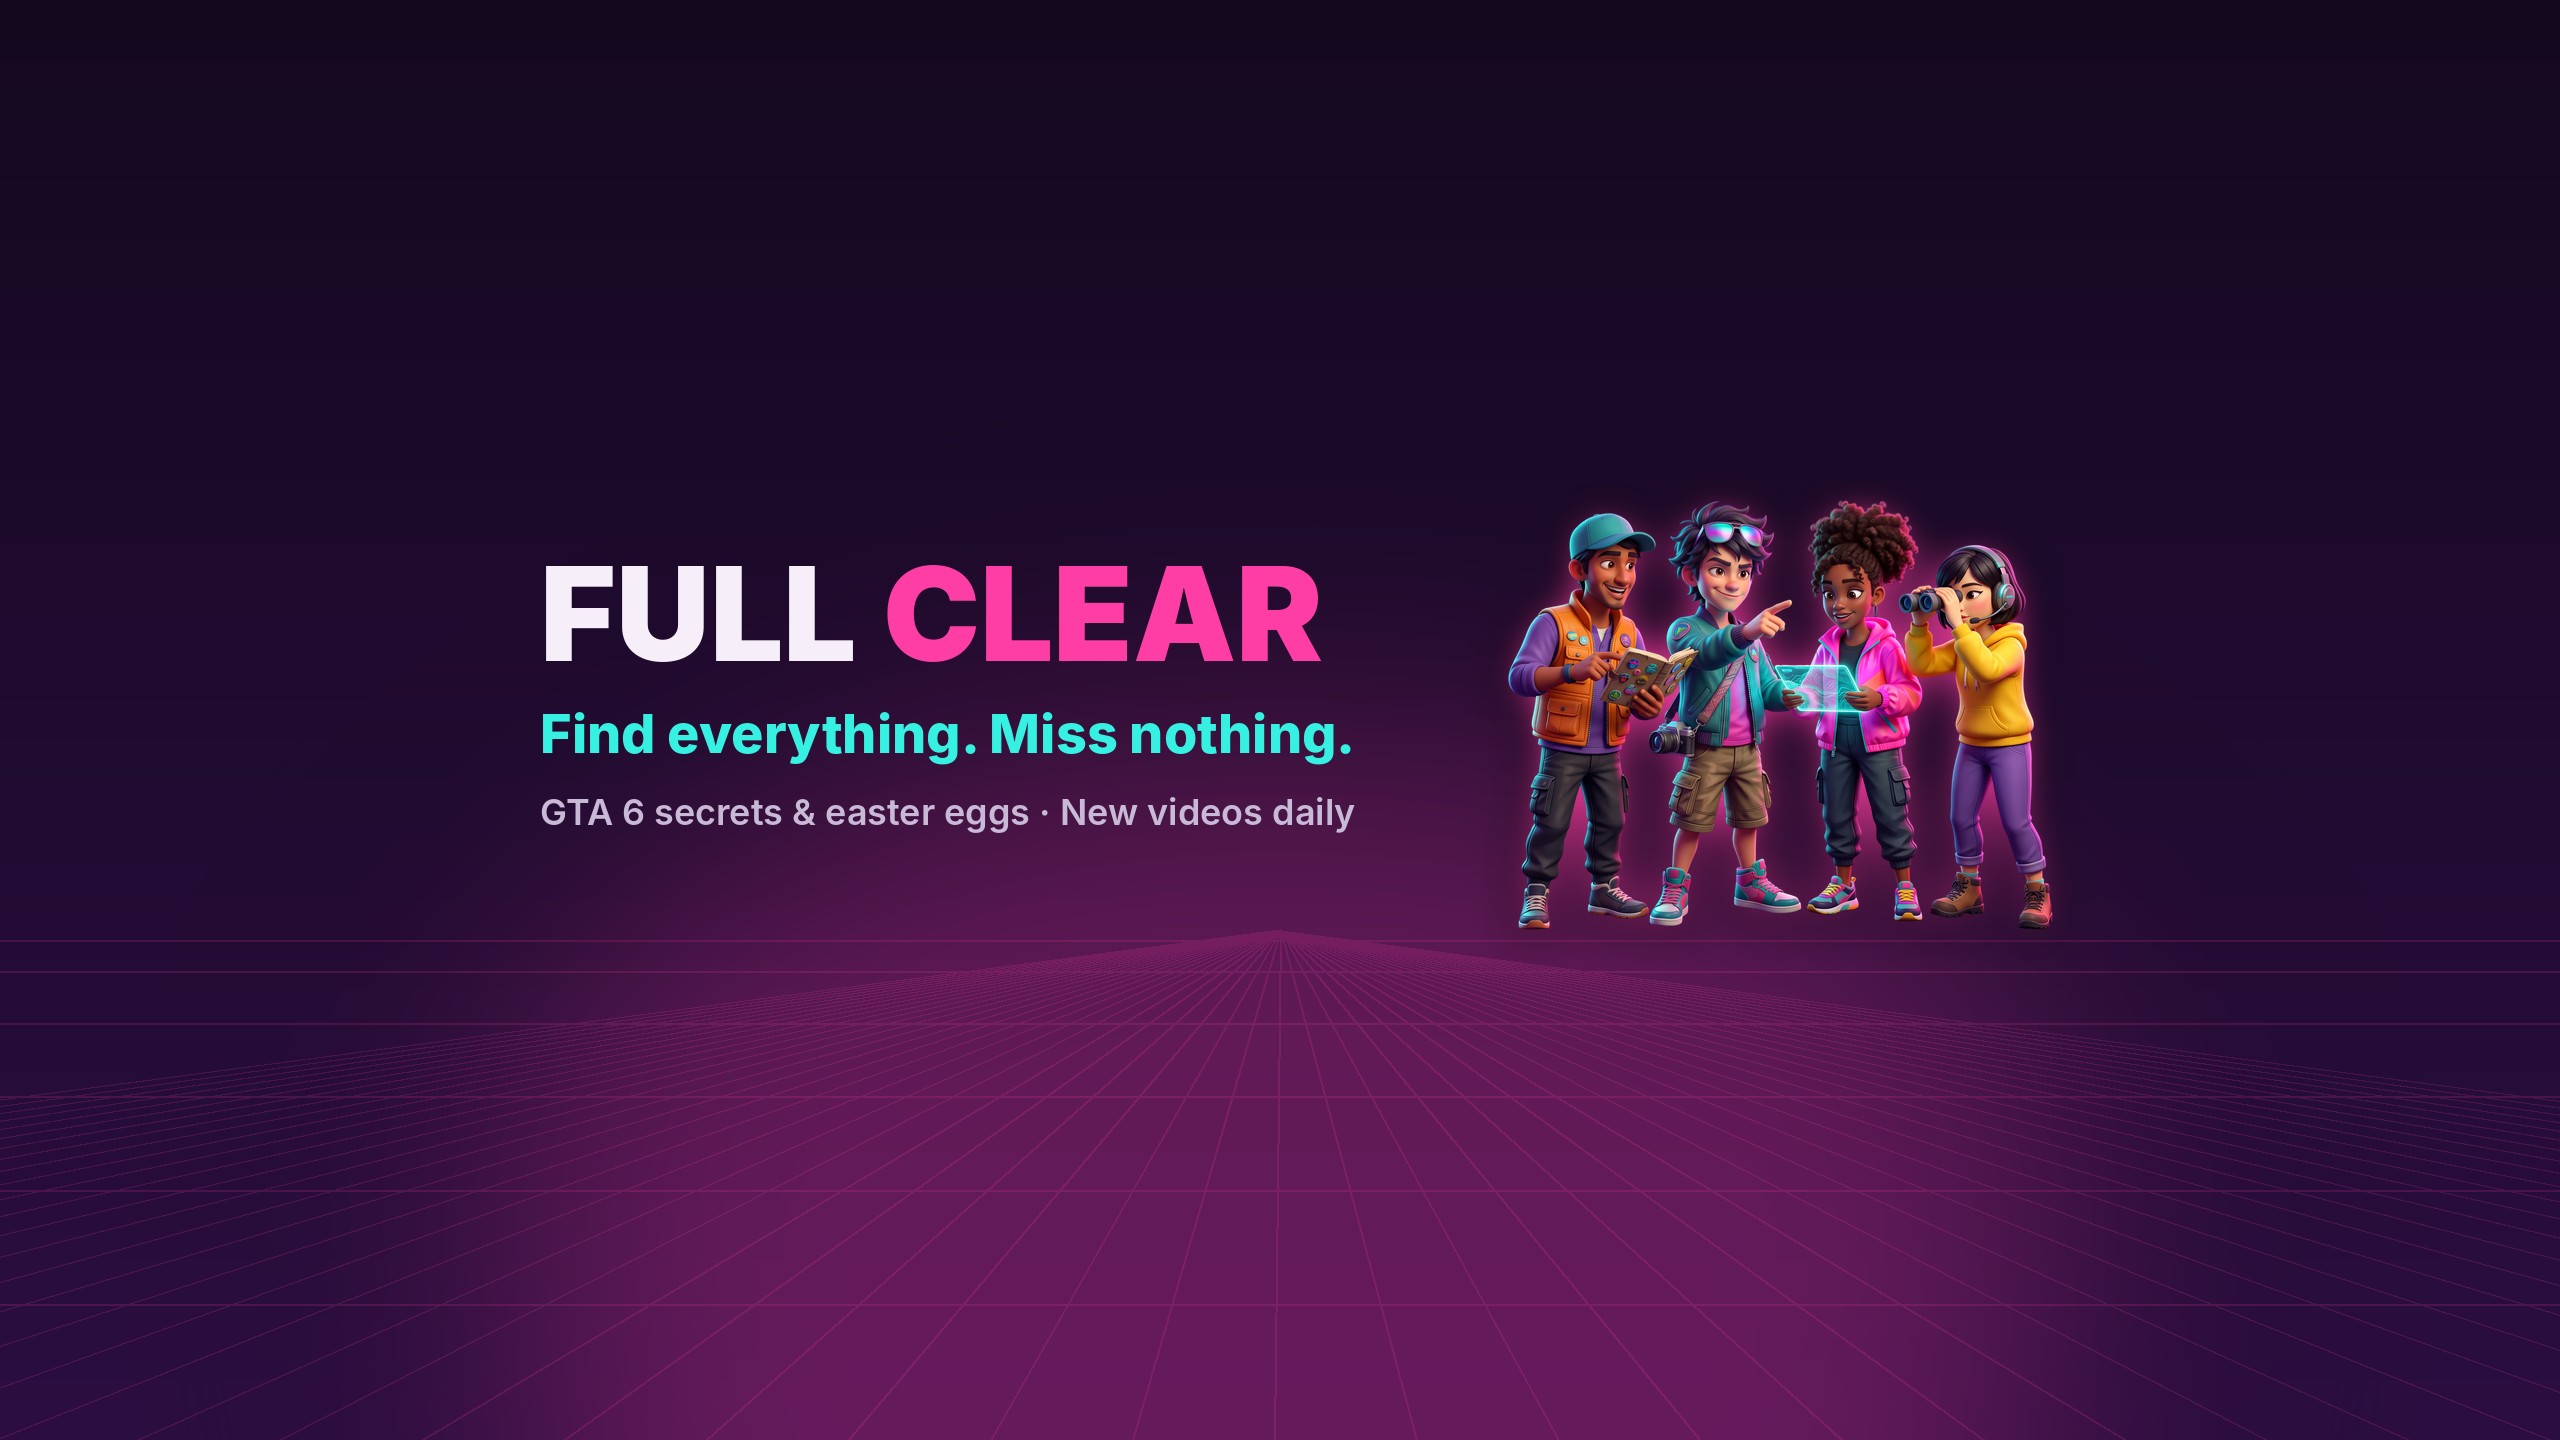 FULL CLEAR
Find everything. Miss nothing.
GTA 6 secrets & easter eggs · New videos daily